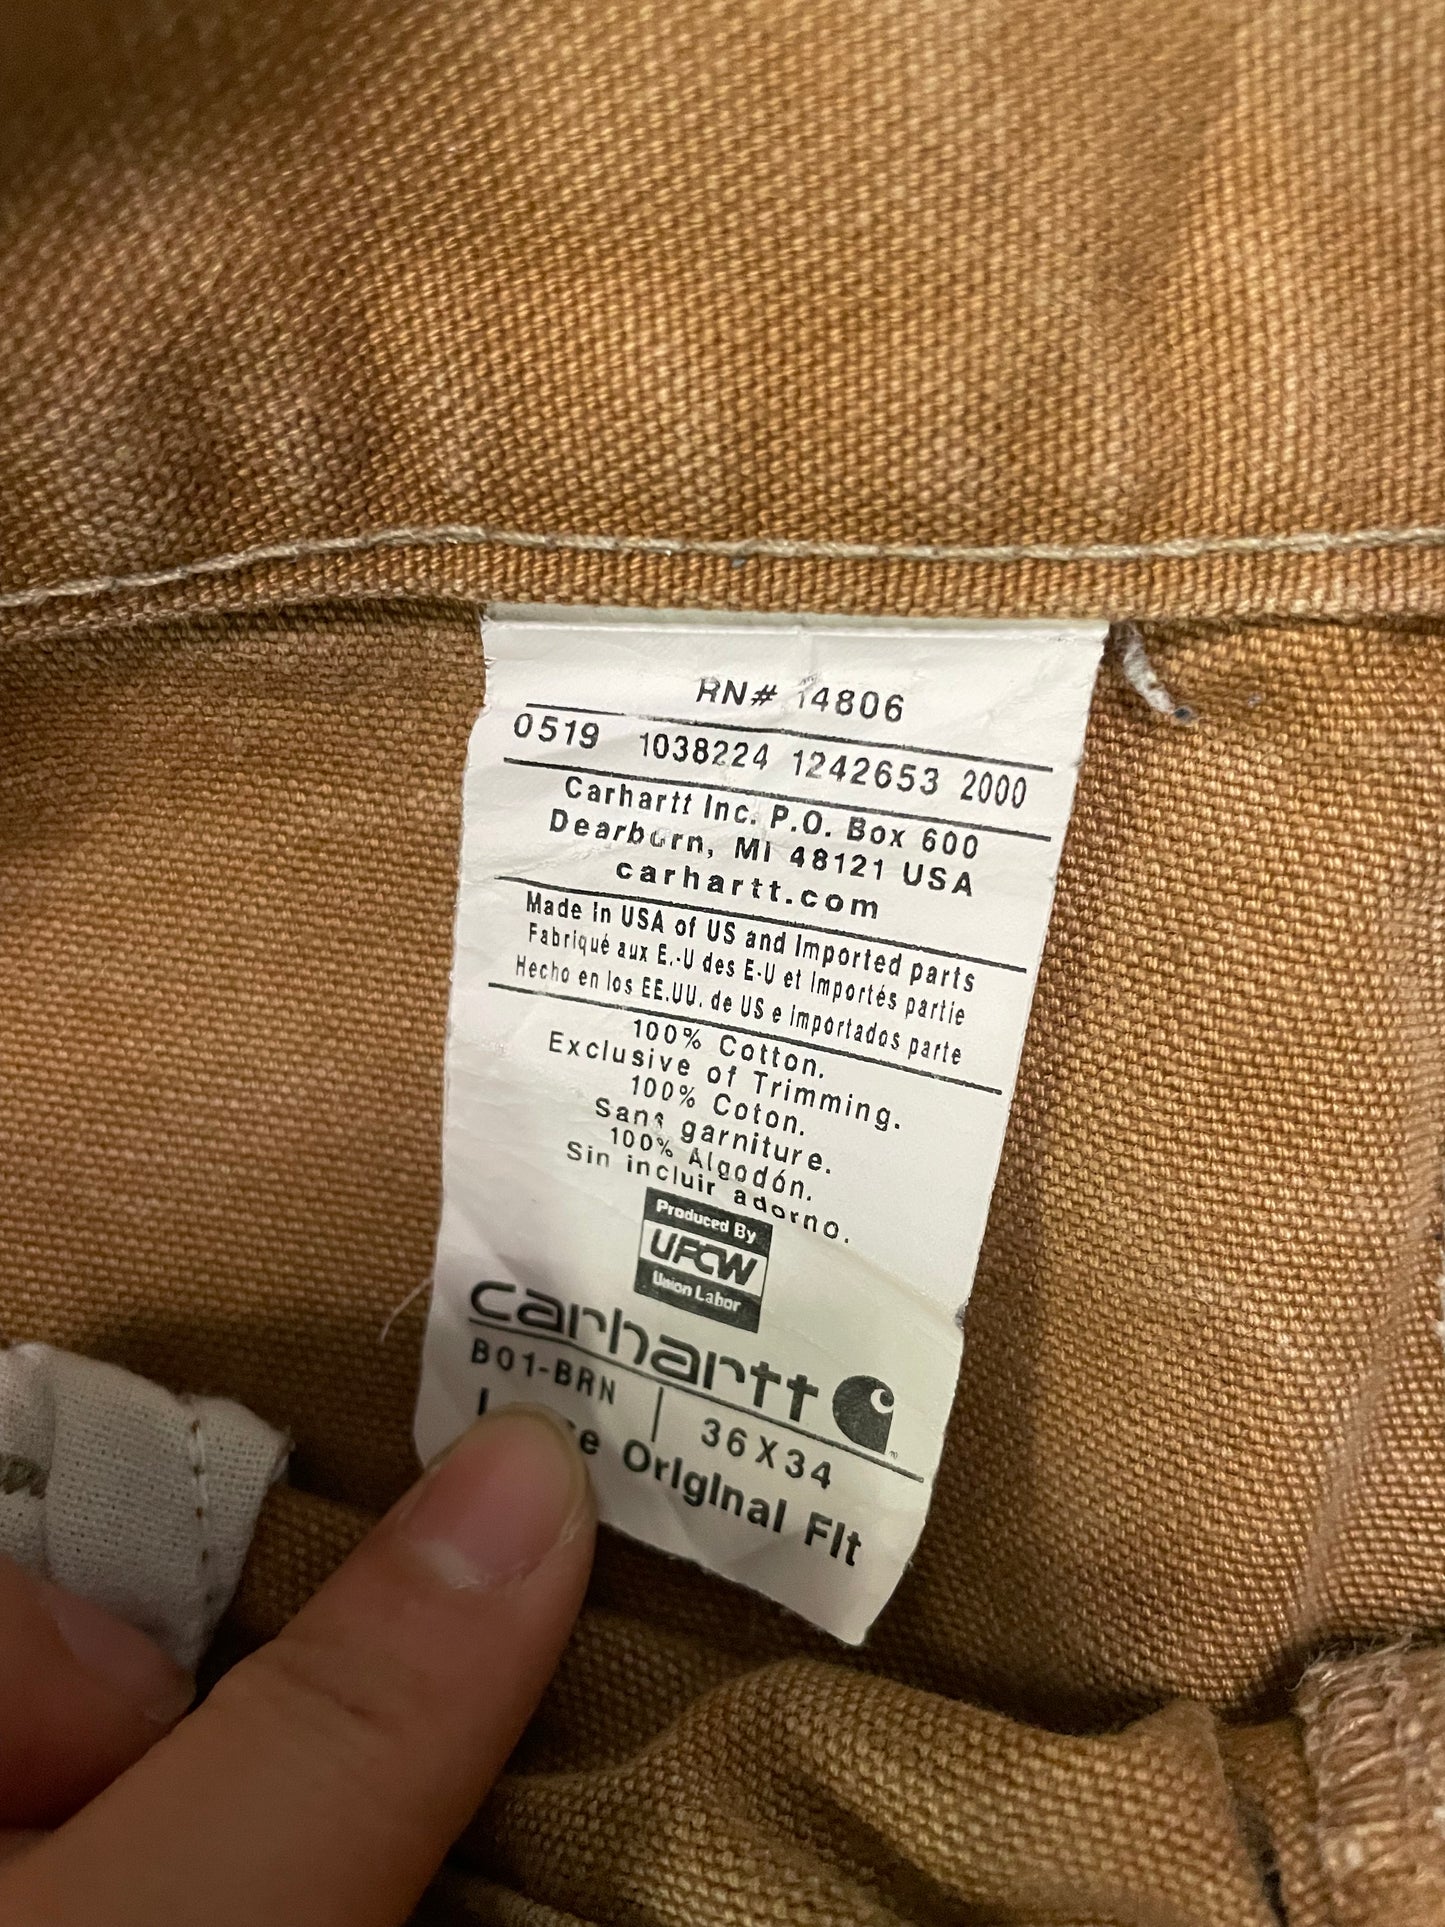 RN# 14806
0519 1038224 1242653 2000
Carhartt Inc. P.O. Box 600
Dearborn, MI 48121 USA
carhartt.com
Made in USA of US and Imported parts
Fabriqué aux E.-U des E-U et Importés partie
Hecho en los EE.UU. de US e importados parte
100% Cotton.
Exclusive of Trimming.
100% Coton.
Sans garniture.
100% Algodón.
Sin incluir adorno.
Produced By
UFCW
Union Labor
carhartt
B01-BRN | 36X34
Original Fit